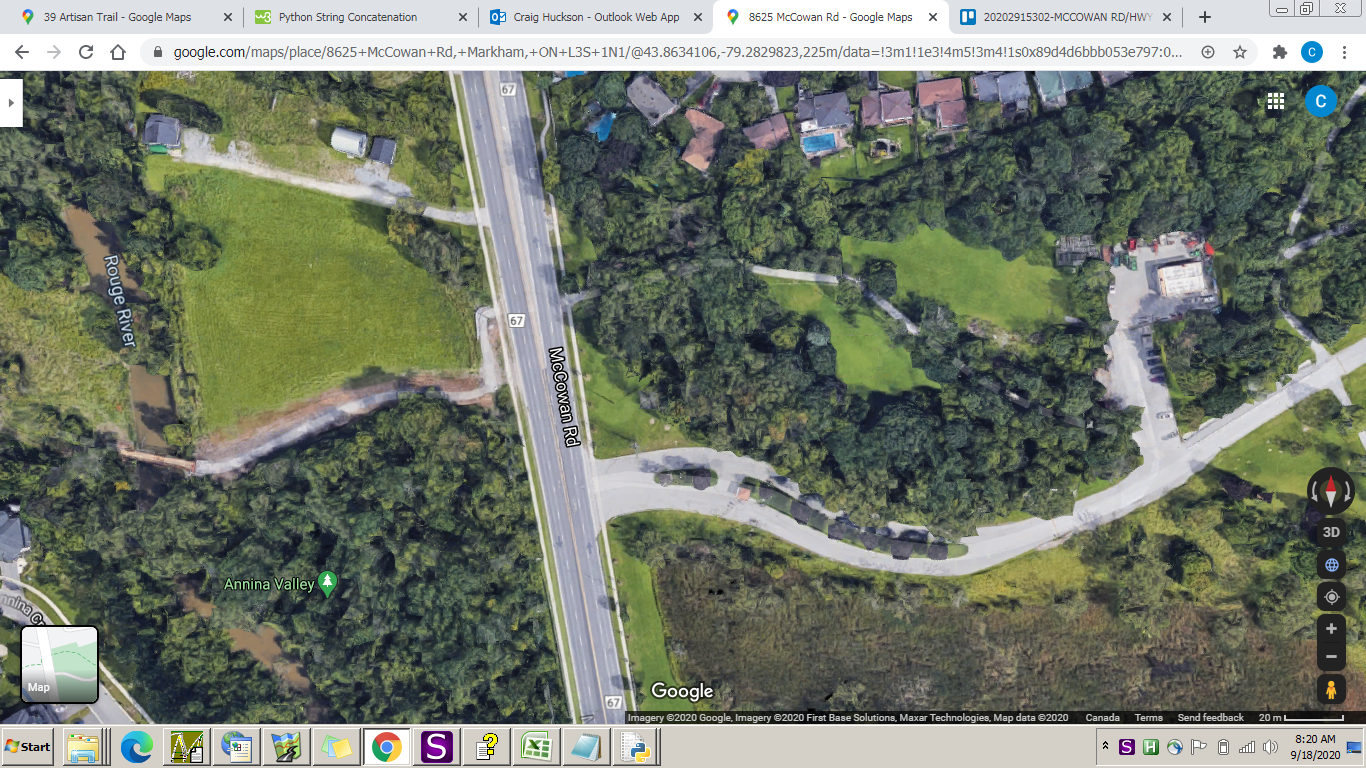 39 Artisan Trail - Google Maps
Python String Concatenation
Craig Huckson - Outlook Web App
8625 McCowan Rd - Google Maps
20202915302-MCCOWAN RD/HWY
google.com/maps/place/8625+McCowan+Rd,+Markham,+ON+L3S+1N1/@43.8634106,-79.2829823,225m/data=!3m1!1e3!4m5!3m4!1s0x89d4d6bbb053e797:0...
C
67
C
Rouge River
67
McCowan Rd
3D
Annina Valley
Map
Google
67
Imagery ©2020 Google, Imagery ©2020 First Base Solutions, Maxar Technologies, Map data ©2020
Canada
Terms
Send feedback
20 m
Start
S
S
H
8:20 AM
9/18/2020